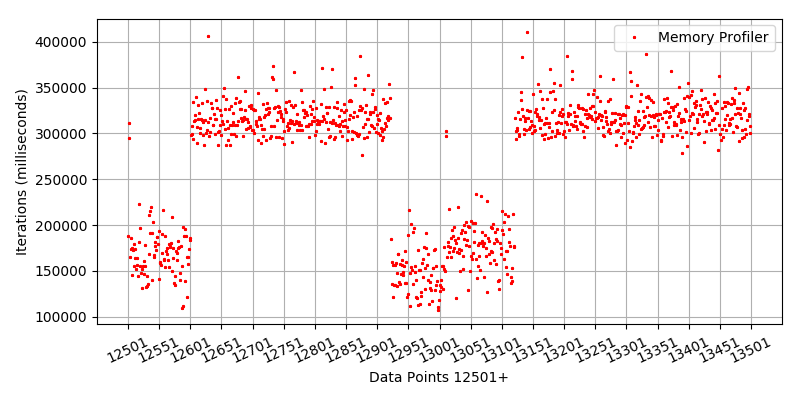 Memory Profiler
400000
350000
300000
250000
200000
150000
100000
Iterations (milliseconds)
12501 12551 12601 12651 12701 12751 12801 12851 12901 12951 13001 13051 13101 13151 13201 13251 13301 13351 13401 13451 13501
Data Points 12501+